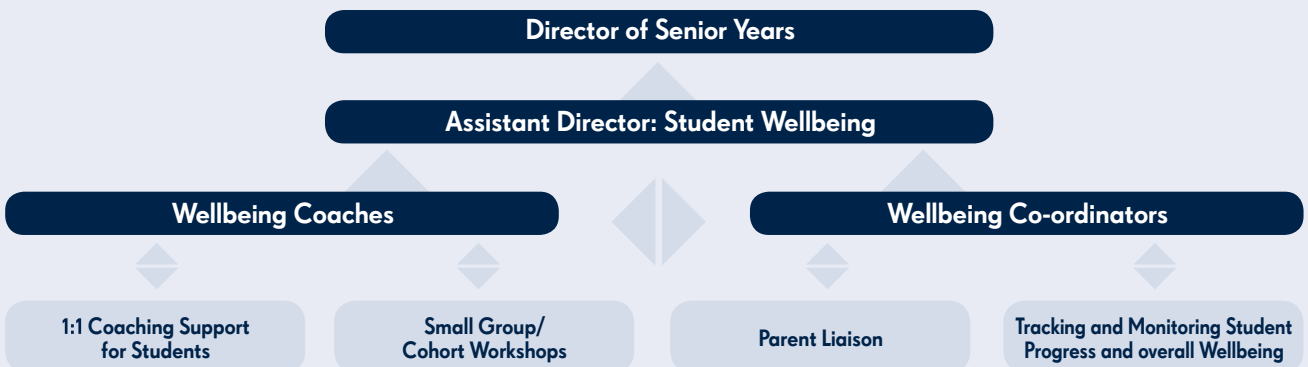 Director of Senior Years
Assistant Director: Student Wellbeing
Wellbeing Coaches
Wellbeing Co-ordinators
1:1 Coaching Support
for Students
Small Group/
Cohort Workshops
Parent Liaison
Tracking and Monitoring Student
Progress and overall Wellbeing